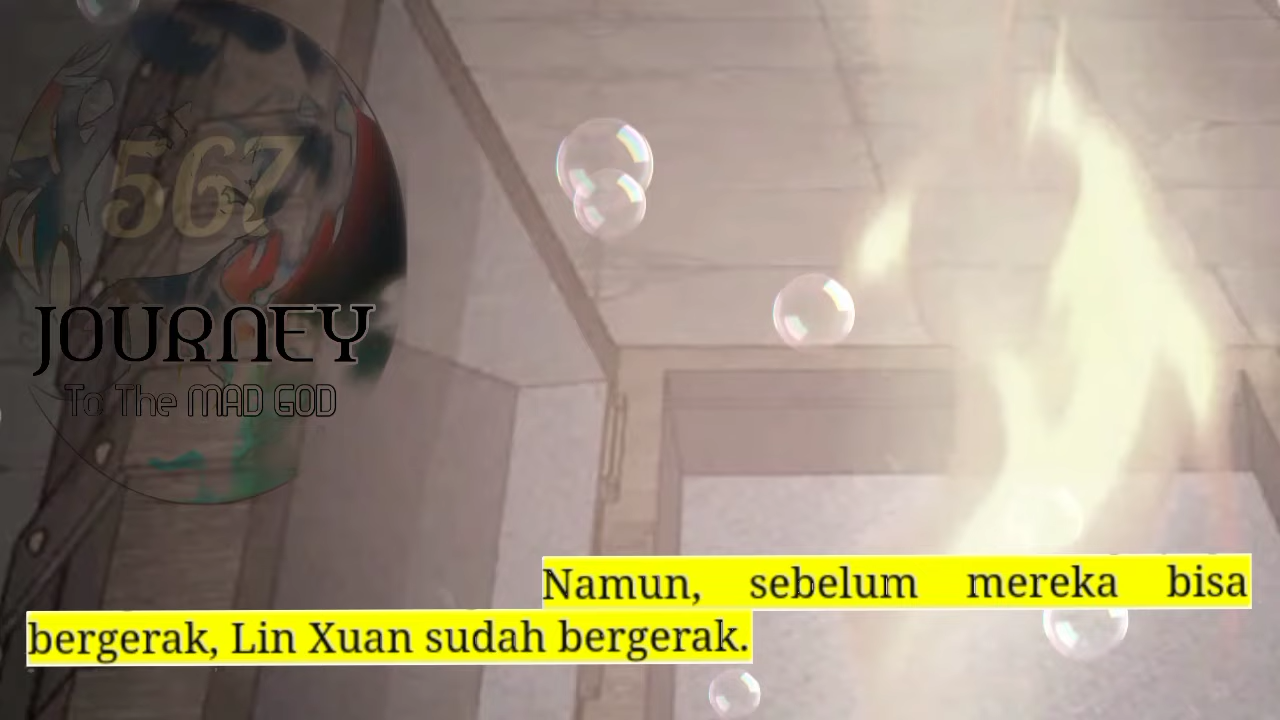 567
JOURNEY
To The MAD GOD
Namun, sebelum mereka bisa
bergerak, Lin Xuan sudah bergerak.